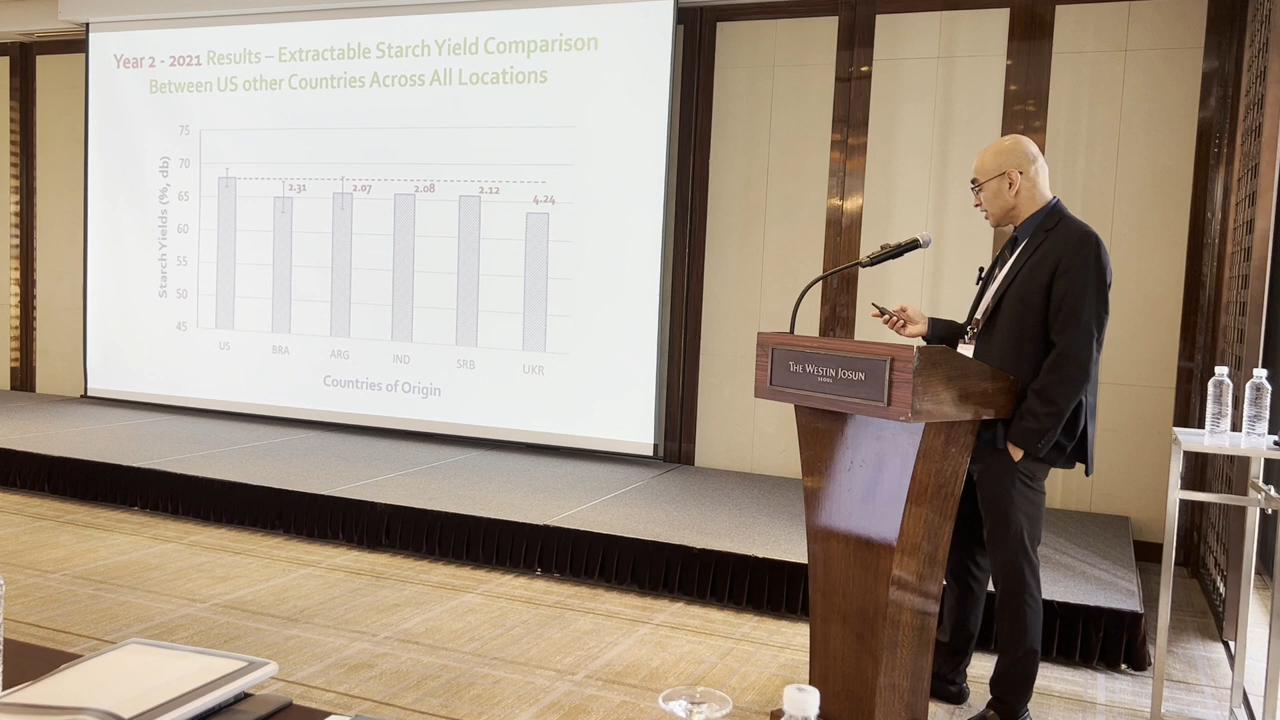 Year 2 - 2021 Results – Extractable Starch Yield Comparison
Between US other Countries Across All Locations
75
70
65
60
55
50
45
Starch Yields (%, db)
2.31
2.07
2.08
2.12
4.24
US
BRA
ARG
IND
SRB
UKR
Countries of Origin
THE WESTIN JOSUN
SEOUL